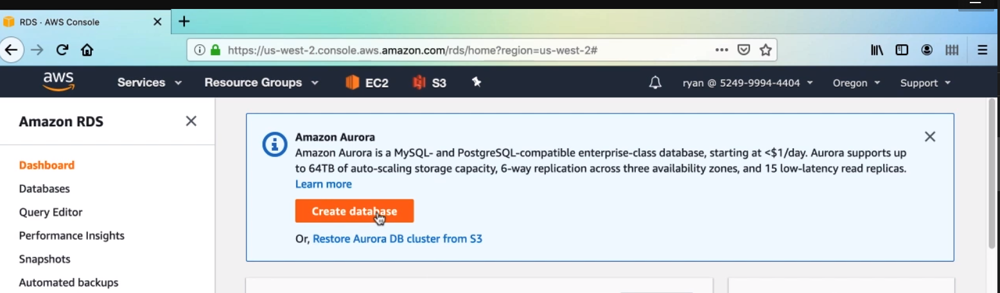 RDS · AWS Console
https://us-west-2.console.aws.amazon.com/rds/home?region=us-west-2#
aws Services Resource Groups EC2 S3 ryan @ 5249-9994-4404 Oregon Support
Amazon RDS
Dashboard
Databases
Query Editor
Performance Insights
Snapshots
Automated backups
Amazon Aurora
Amazon Aurora is a MySQL- and PostgreSQL-compatible enterprise-class database, starting at <$1/day. Aurora supports up
to 64TB of auto-scaling storage capacity, 6-way replication across three availability zones, and 15 low-latency read replicas.
Learn more
Create database
Or, Restore Aurora DB cluster from S3